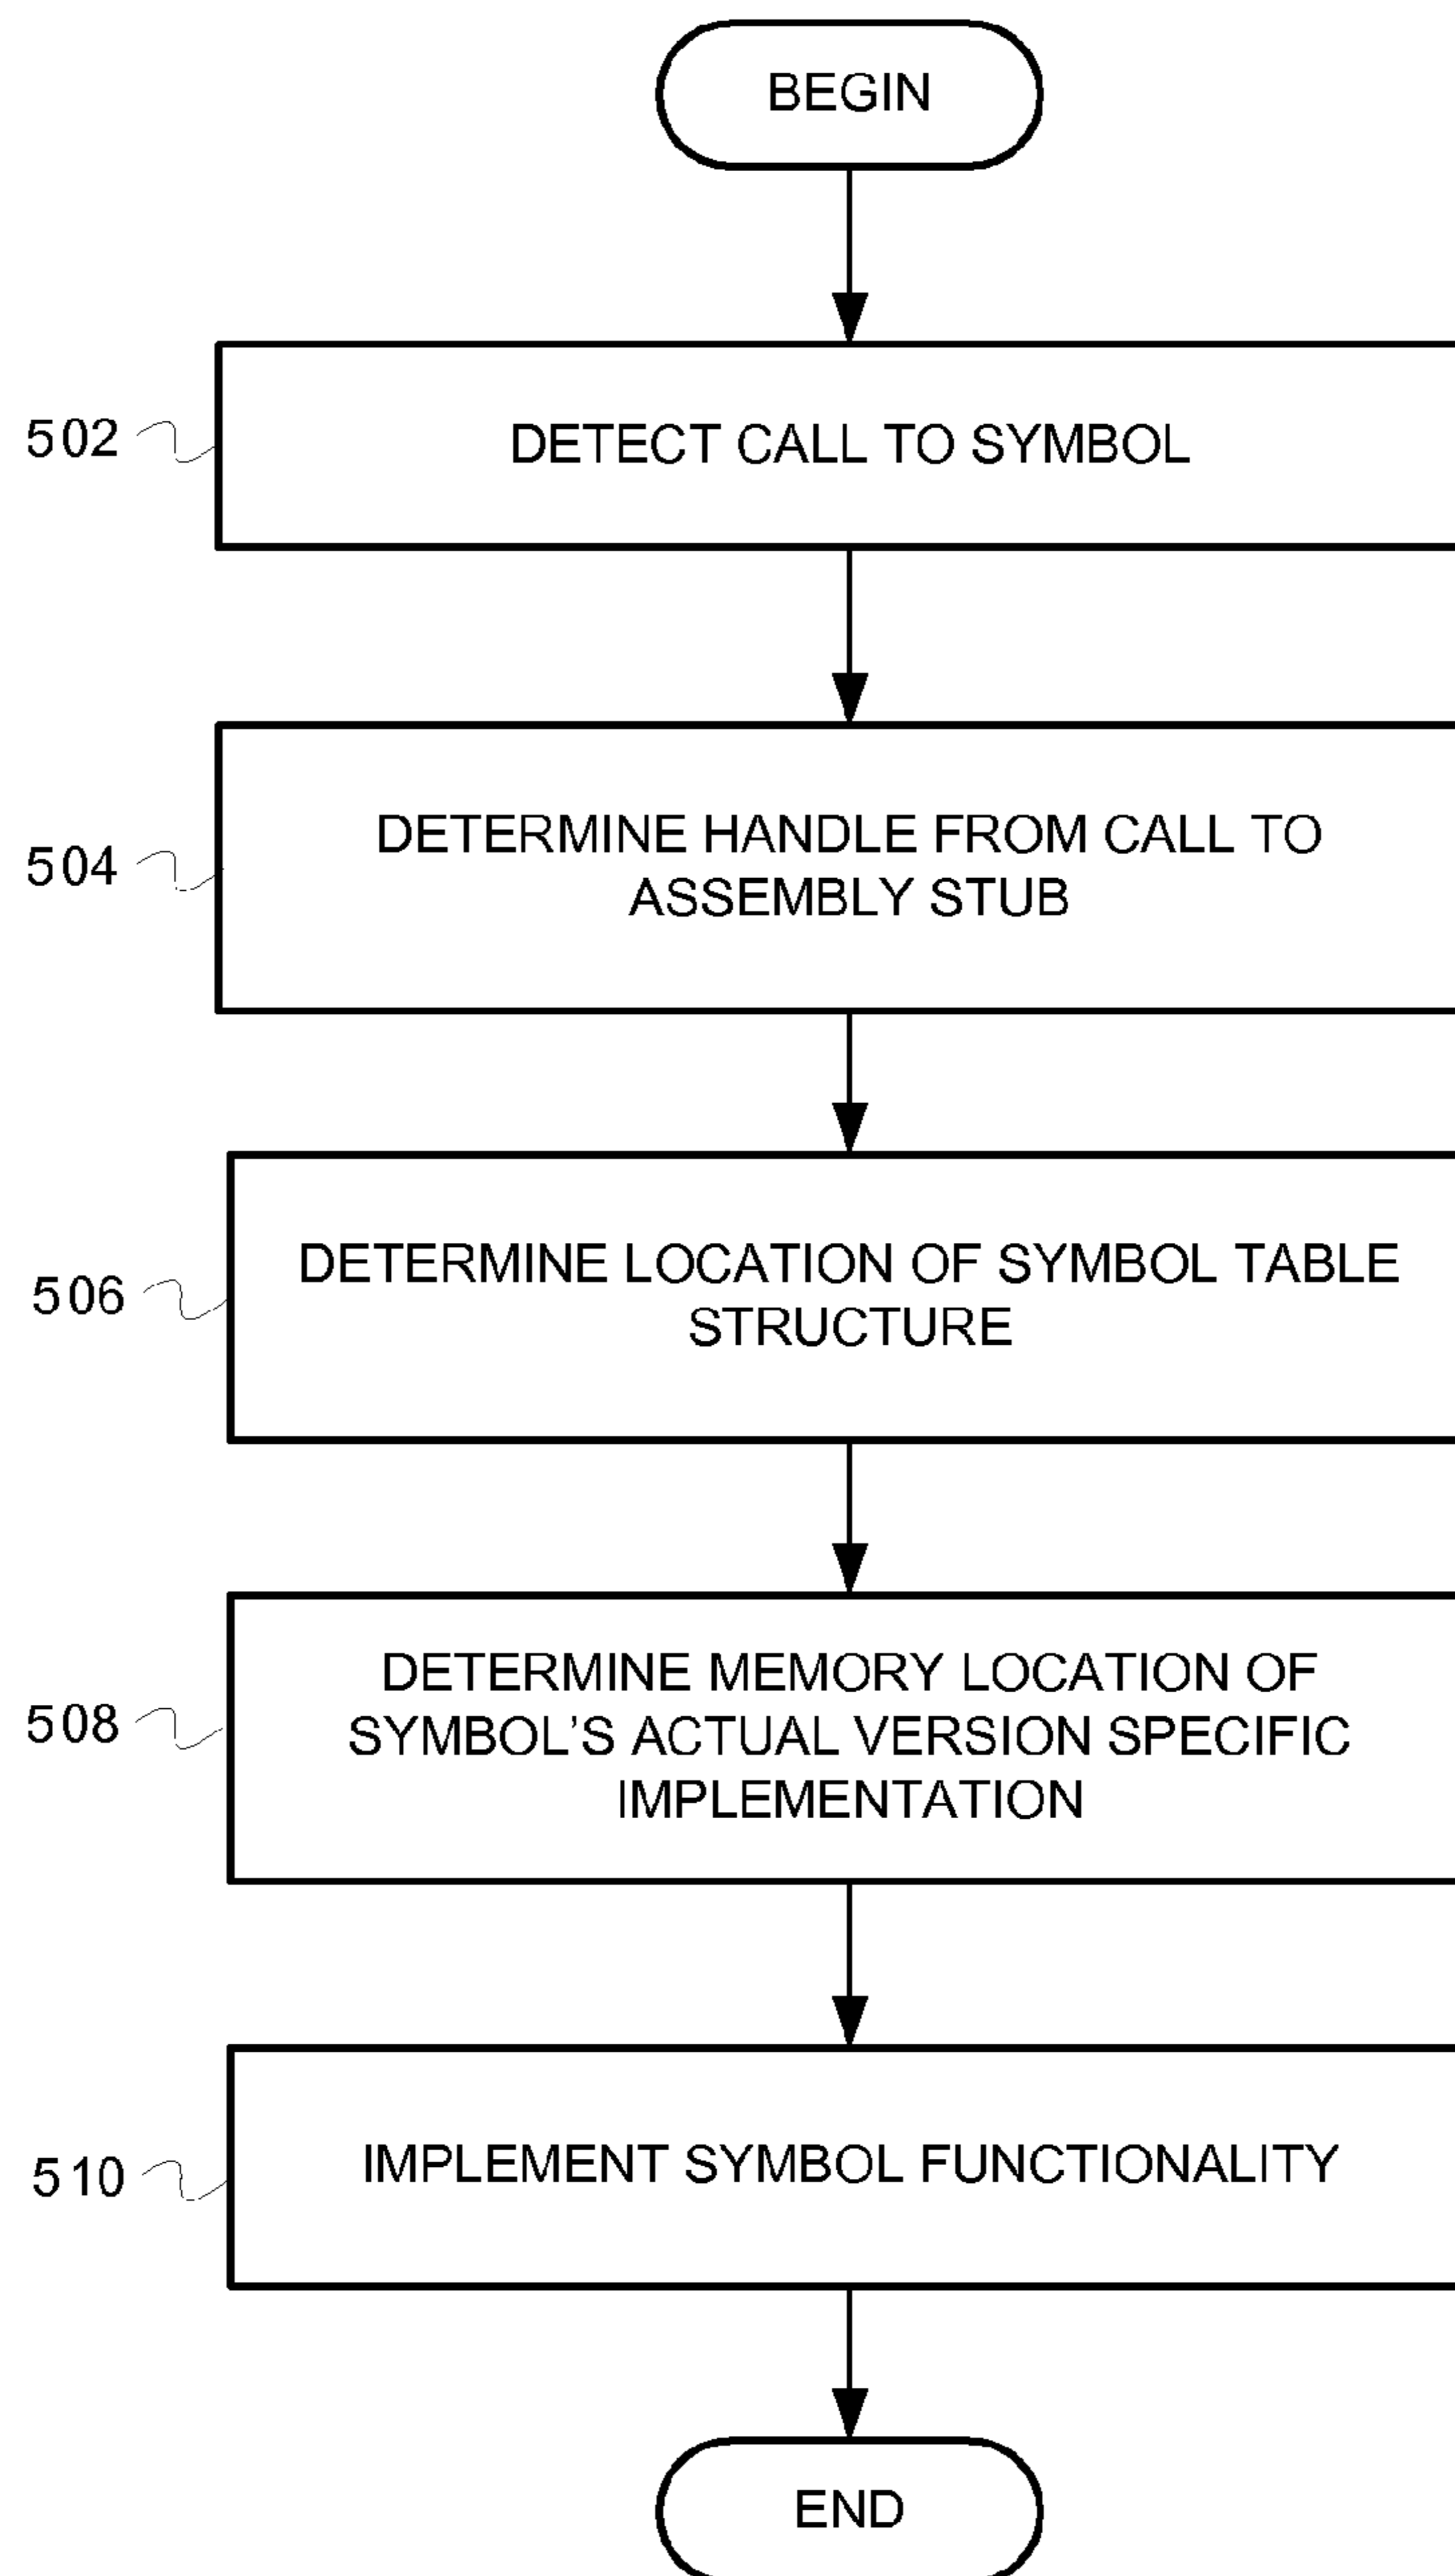 BEGIN
502
DETECT CALL TO SYMBOL
504
DETERMINE HANDLE FROM CALL TO
ASSEMBLY STUB
506
DETERMINE LOCATION OF SYMBOL TABLE
STRUCTURE
508
DETERMINE MEMORY LOCATION OF
SYMBOL'S ACTUAL VERSION SPECIFIC
IMPLEMENTATION
510
IMPLEMENT SYMBOL FUNCTIONALITY
END